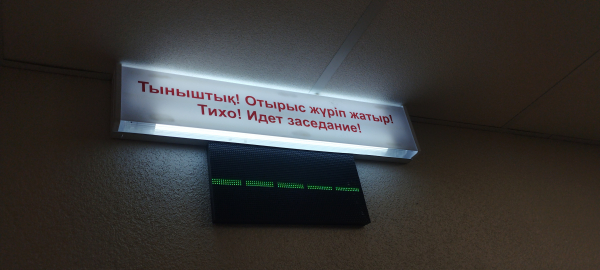 Тыныштық! Отырыс жүріп жатыр!
Тихо! Идет заседание!